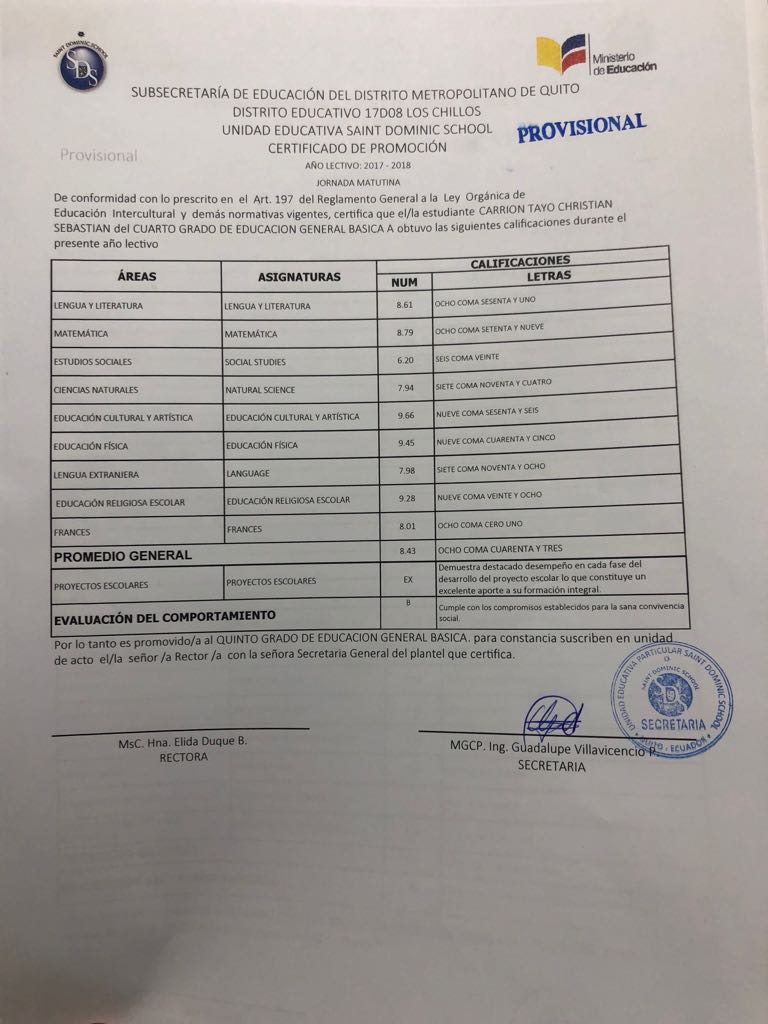 SAINT DOMINIC SCHOOL
SDS
Ministerio
de Educación
SUBSECRETARÍA DE EDUCACIÓN DEL DISTRITO METROPOLITANO DE QUITO
DISTRITO EDUCATIVO 17D08 LOS CHILLOS
UNIDAD EDUCATIVA SAINT DOMINIC SCHOOL
PROVISIONAL
CERTIFICADO DE PROMOCIÓN
Provisional
AÑO LECTIVO: 2017 - 2018
JORNADA MATUTINA
De conformidad con lo prescrito en el Art. 197 del Reglamento General a la Ley Orgánica de
Educación Intercultural y demás normativas vigentes, certifica que el/la estudiante CARRION TAYO CHRISTIAN
SEBASTIAN del CUARTO GRADO DE EDUCACION GENERAL BASICA A obtuvo las siguientes calificaciones durante el
presente año lectivo
ÁREAS ASIGNATURAS CALIFICACIONES
NUM LETRAS
LENGUA Y LITERATURA LENGUA Y LITERATURA 8.61 OCHO COMA SESENTA Y UNO
MATEMÁTICA MATEMÁTICA 8.79 OCHO COMA SETENTA Y NUEVE
ESTUDIOS SOCIALES SOCIAL STUDIES 6.20 SEIS COMA VEINTE
CIENCIAS NATURALES NATURAL SCIENCE 7.94 SIETE COMA NOVENTA Y CUATRO
EDUCACIÓN CULTURAL Y ARTÍSTICA EDUCACIÓN CULTURAL Y ARTÍSTICA 9.66 NUEVE COMA SESENTA Y SEIS
EDUCACIÓN FÍSICA EDUCACIÓN FÍSICA 9.45 NUEVE COMA CUARENTA Y CINCO
LENGUA EXTRANJERA LANGUAGE 7.98 SIETE COMA NOVENTA Y OCHO
EDUCACIÓN RELIGIOSA ESCOLAR EDUCACIÓN RELIGIOSA ESCOLAR 9.28 NUEVE COMA VEINTE Y OCHO
FRANCES FRANCES 8.01 OCHO COMA CERO UNO
PROMEDIO GENERAL 8.43 OCHO COMA CUARENTA Y TRES
PROYECTOS ESCOLARES PROYECTOS ESCOLARES EX Demuestra destacado desempeño en cada fase del
desarrollo del proyecto escolar lo que constituye un
excelente aporte a su formación integral.
EVALUACIÓN DEL COMPORTAMIENTO B Cumple con los compromisos establecidos para la sana convivencia
social.
Por lo tanto es promovido/a al QUINTO GRADO DE EDUCACION GENERAL BASICA. para constancia suscriben en unidad
de acto el/la señor /a Rector /a con la señora Secretaria General del plantel que certifica.
UNIDAD EDUCATIVA PARTICULAR SAINT DOMINIC SCHOOL
SAINT DOMINIC SCHOOL
SECRETARIA
QUITO - ECUADOR
MsC. Hna. Elida Duque B.
RECTORA
MGCP. Ing. Guadalupe Villavicencio P.
SECRETARIA